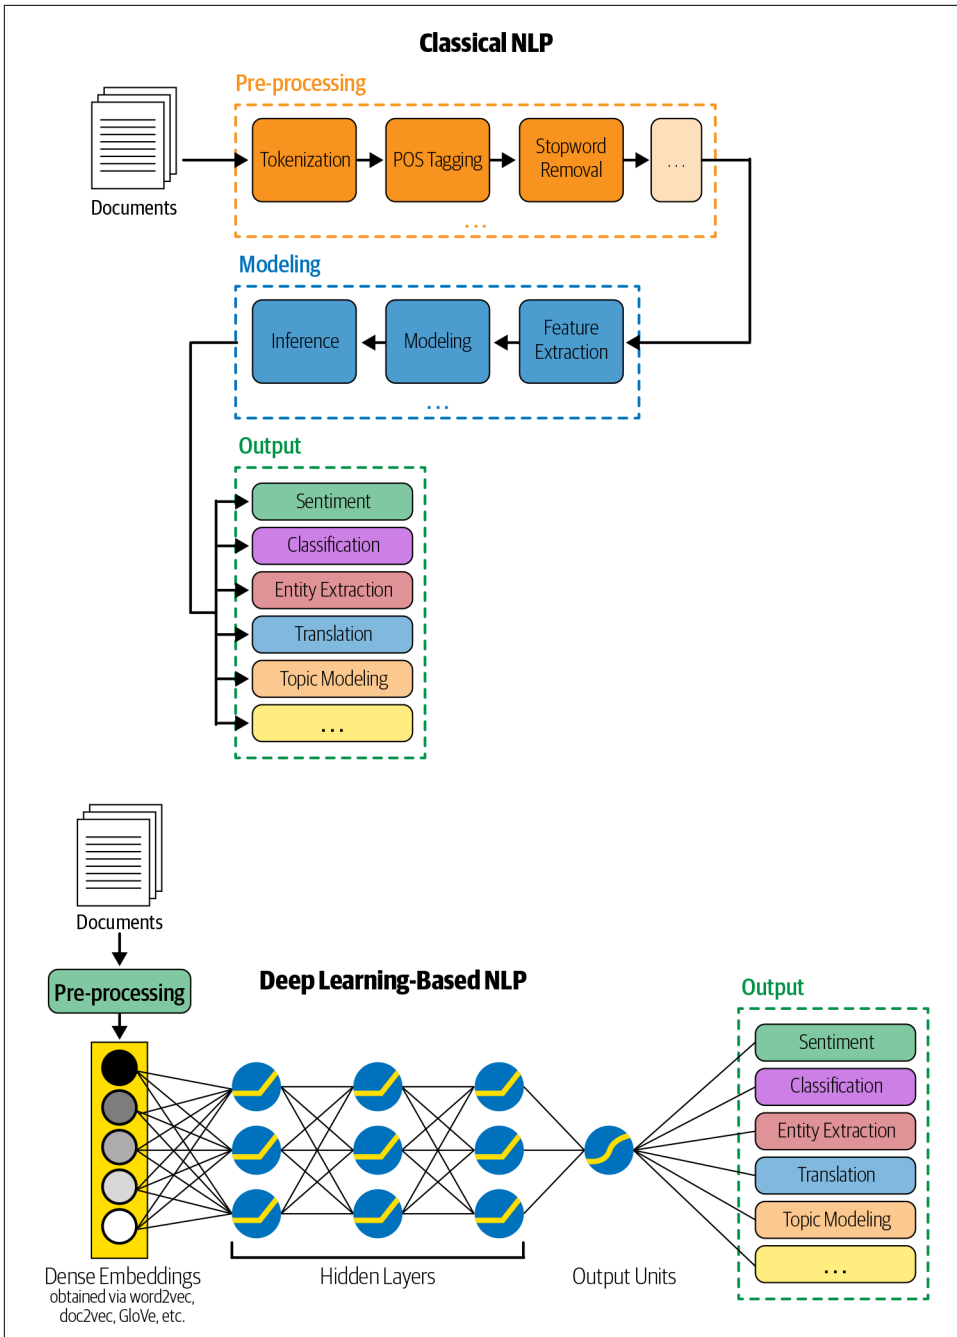 Classical NLP
Pre-processing
Documents
Tokenization
POS Tagging
Stopword
Removal
...
...
Modeling
Inference
Modeling
Feature
Extraction
...
Output
Sentiment
Classification
Entity Extraction
Translation
Topic Modeling
...
Documents
Pre-processing
Deep Learning-Based NLP
Dense Embeddings
obtained via word2vec,
doc2vec, GloVe, etc.
Hidden Layers
Output Units
Output
Sentiment
Classification
Entity Extraction
Translation
Topic Modeling
...